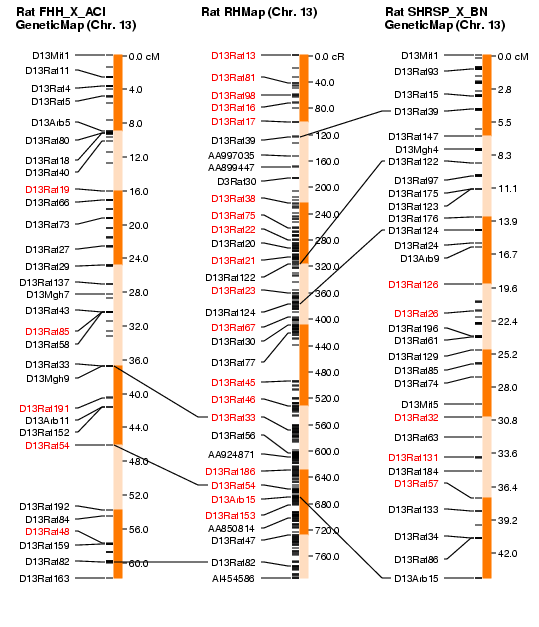 Rat FHH_X_ACI
GeneticMap (Chr. 13)
D13Mit1
D13Rat11
D13Rat4
D13Rat5
D13Arb5
D13Rat80
D13Rat18
D13Rat40
D13Rat19
D13Rat66
D13Rat73
D13Rat27
D13Rat29
D13Rat137
D13Mgh7
D13Rat43
D13Rat85
D13Rat58
D13Rat33
D13Mgh9
D13Rat191
D13Arb11
D13Rat152
D13Rat54
D13Rat192
D13Rat84
D13Rat48
D13Rat159
D13Rat82
D13Rat163
0.0 cM
4.0
8.0
12.0
16.0
20.0
24.0
28.0
32.0
36.0
40.0
44.0
48.0
52.0
56.0
60.0
Rat RHMap (Chr. 13)
D13Rat13
D13Rat81
D13Rat98
D13Rat16
D13Rat17
D13Rat39
AA997035
AA899447
D3Rat30
D13Rat38
D13Rat75
D13Rat22
D13Rat20
D13Rat21
D13Rat122
D13Rat23
D13Rat124
D13Rat67
D13Rat30
D13Rat77
D13Rat45
D13Rat46
D13Rat33
D13Rat56
AA924871
D13Rat186
D13Rat54
D13Arb15
D13Rat153
AA850814
D13Rat47
D13Rat82
AI454586
0.0 cR
40.0
80.0
120.0
160.0
200.0
240.0
280.0
320.0
360.0
400.0
440.0
480.0
520.0
560.0
600.0
640.0
680.0
720.0
760.0
Rat SHRSP_X_BN
GeneticMap (Chr. 13)
D13Mit1
D13Rat93
D13Rat15
D13Rat39
D13Rat147
D13Mgh4
D13Rat122
D13Rat97
D13Rat175
D13Rat123
D13Rat176
D13Rat124
D13Rat24
D13Arb9
D13Rat126
D13Rat26
D13Rat196
D13Rat61
D13Rat129
D13Rat85
D13Rat74
D13Mit5
D13Rat32
D13Rat63
D13Rat131
D13Rat184
D13Rat57
D13Rat133
D13Rat34
D13Rat86
D13Arb15
0.0 cM
2.8
5.5
8.3
11.1
13.9
16.7
19.6
22.4
25.2
28.0
30.8
33.6
36.4
39.2
42.0